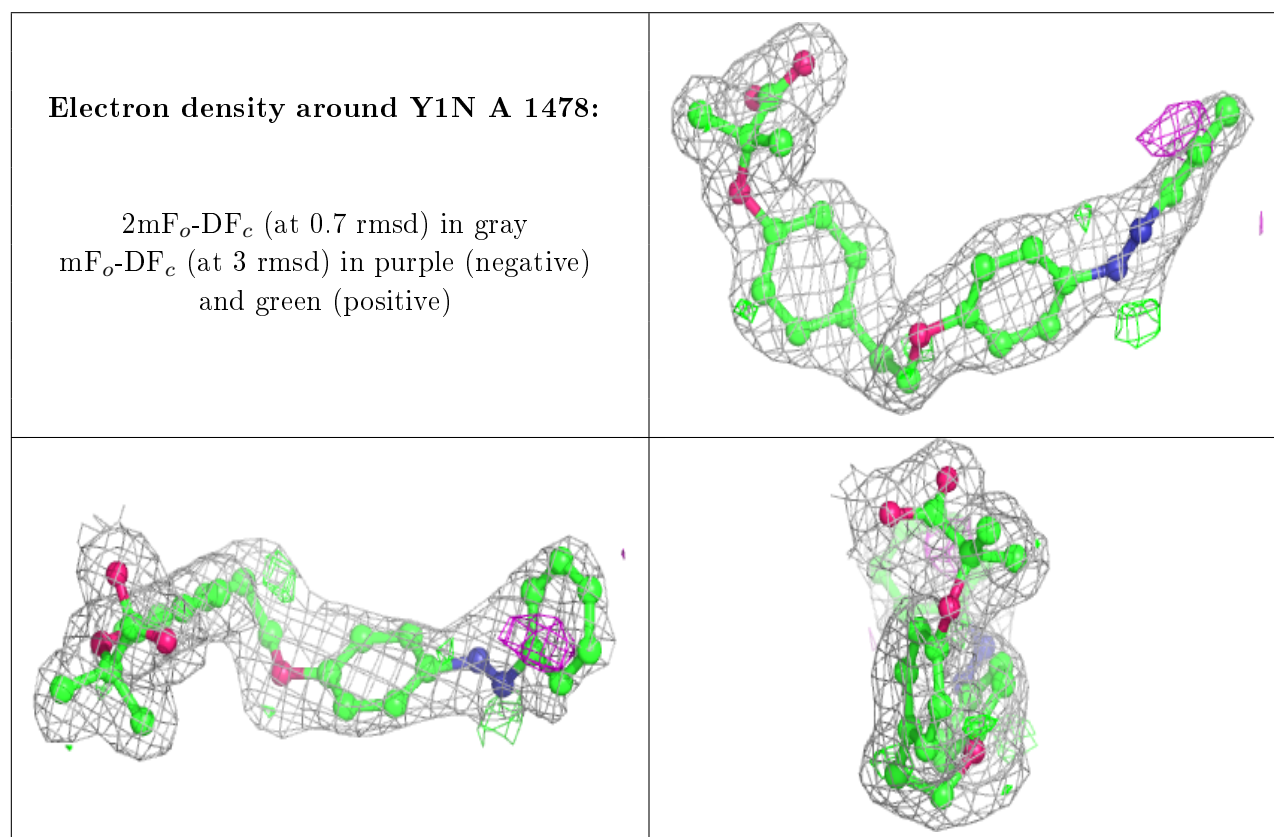 Electron density around Y1N A 1478:
2mFo-DFc (at 0.7 rmsd) in gray
mFo-DFc (at 3 rmsd) in purple (negative)
and green (positive)